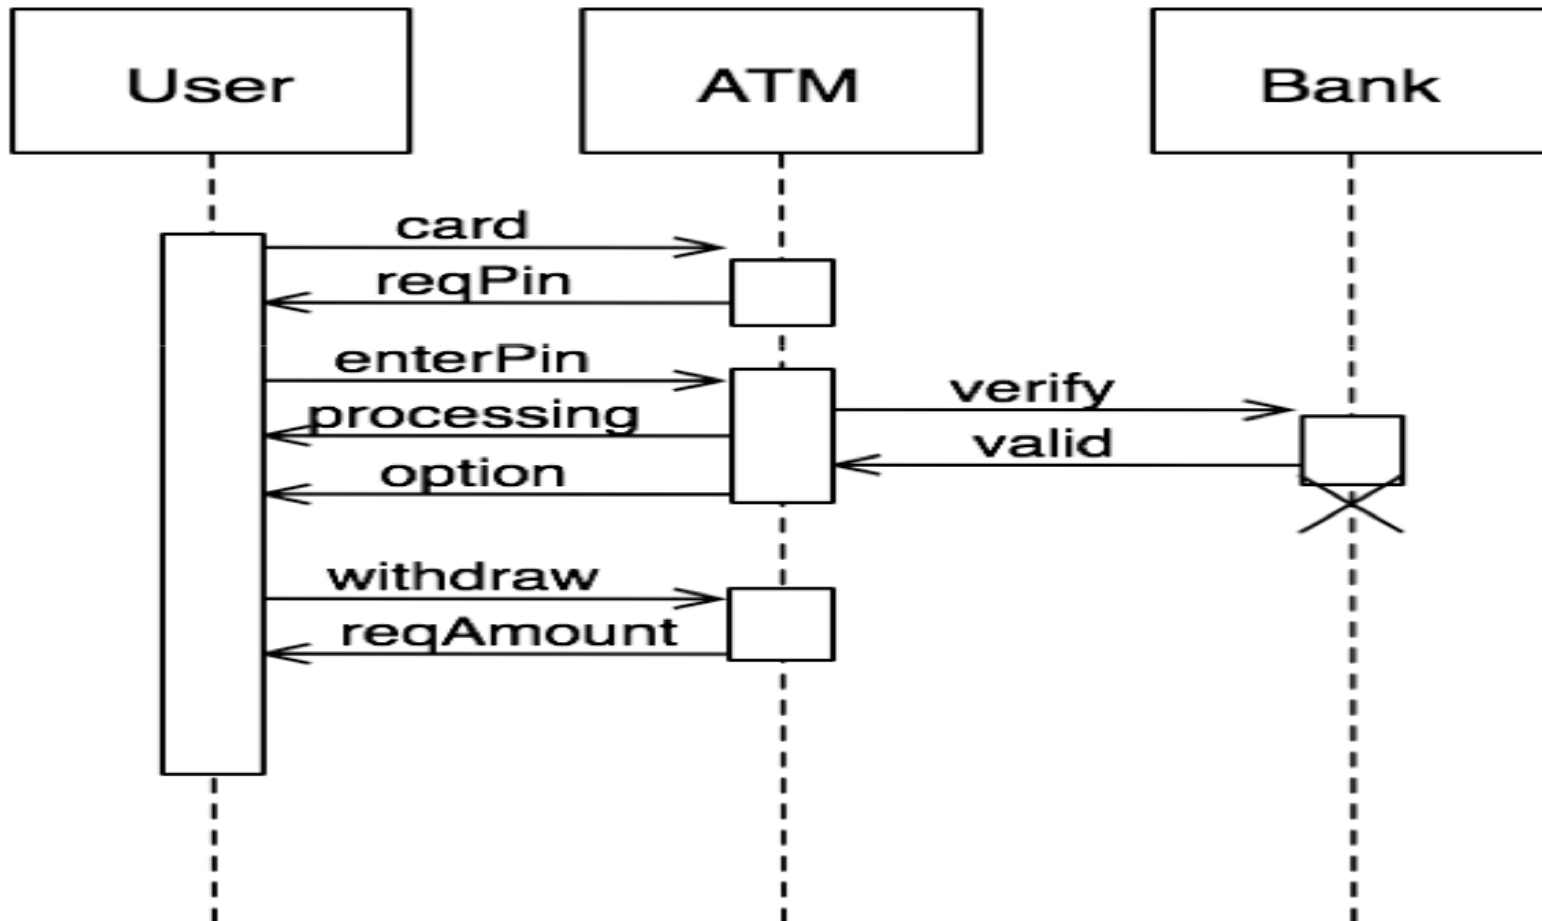 User
ATM
Bank
card
reqPin
enterPin
verify
processing
valid
option
withdraw
reqAmount